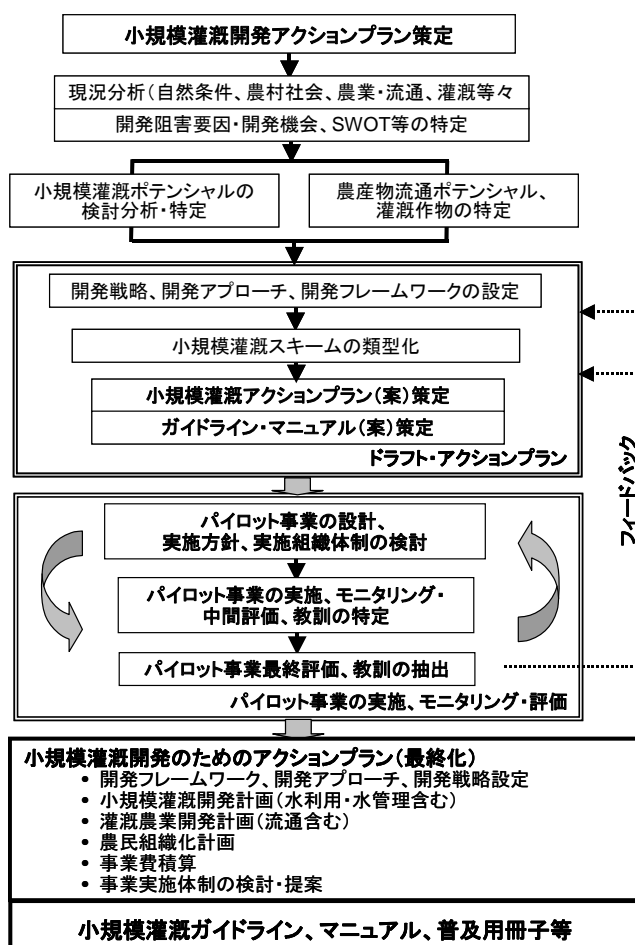 小規模灌漑開発アクションプラン策定
現況分析(自然条件、農村社会、農業・流通、灌漑等々
開発阻害要因・開発機会、SWOT等の特定
小規模灌漑ポテンシャルの
検討分析・特定
農産物流通ポテンシャル、
灌漑作物の特定
開発戦略、開発アプローチ、開発フレームワークの設定
小規模灌漑スキームの類型化
小規模灌漑アクションプラン(案)策定
ガイドライン・マニュアル(案)策定
ドラフト・アクションプラン
フィードバック
パイロット事業の設計、
実施方針、実施組織体制の検討
パイロット事業の実施、モニタリング・
中間評価、教訓の特定
パイロット事業最終評価、教訓の抽出
パイロット事業の実施、モニタリング・評価
小規模灌漑開発のためのアクションプラン(最終化)
• 開発フレームワーク、開発アプローチ、開発戦略設定
• 小規模灌漑開発計画(水利用・水管理含む)
• 灌漑農業開発計画(流通含む)
• 農民組織化計画
• 事業費積算
• 事業実施体制の検討・提案
小規模灌漑ガイドライン、マニュアル、普及用冊子等